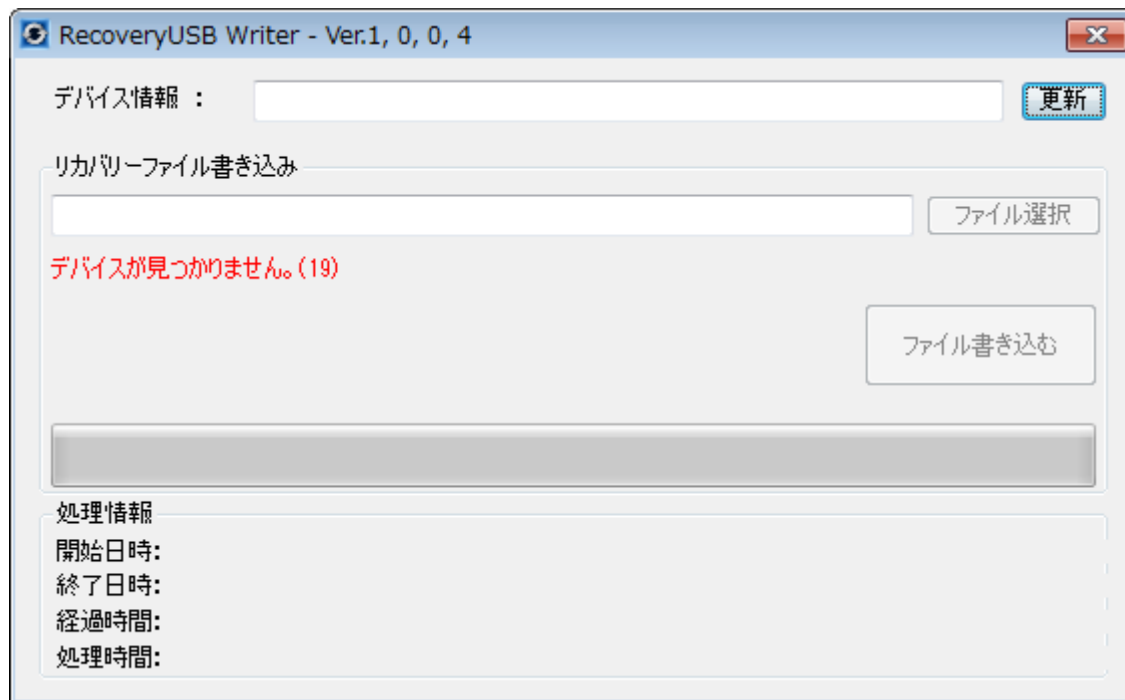 RecoveryUSB Writer - Ver.1, 0, 0, 4
デバイス情報 :
更新
リカバリーファイル書き込み
ファイル選択
デバイスが見つかりません。(19)
ファイル書き込む
処理情報
開始日時:
終了日時:
経過時間:
処理時間: